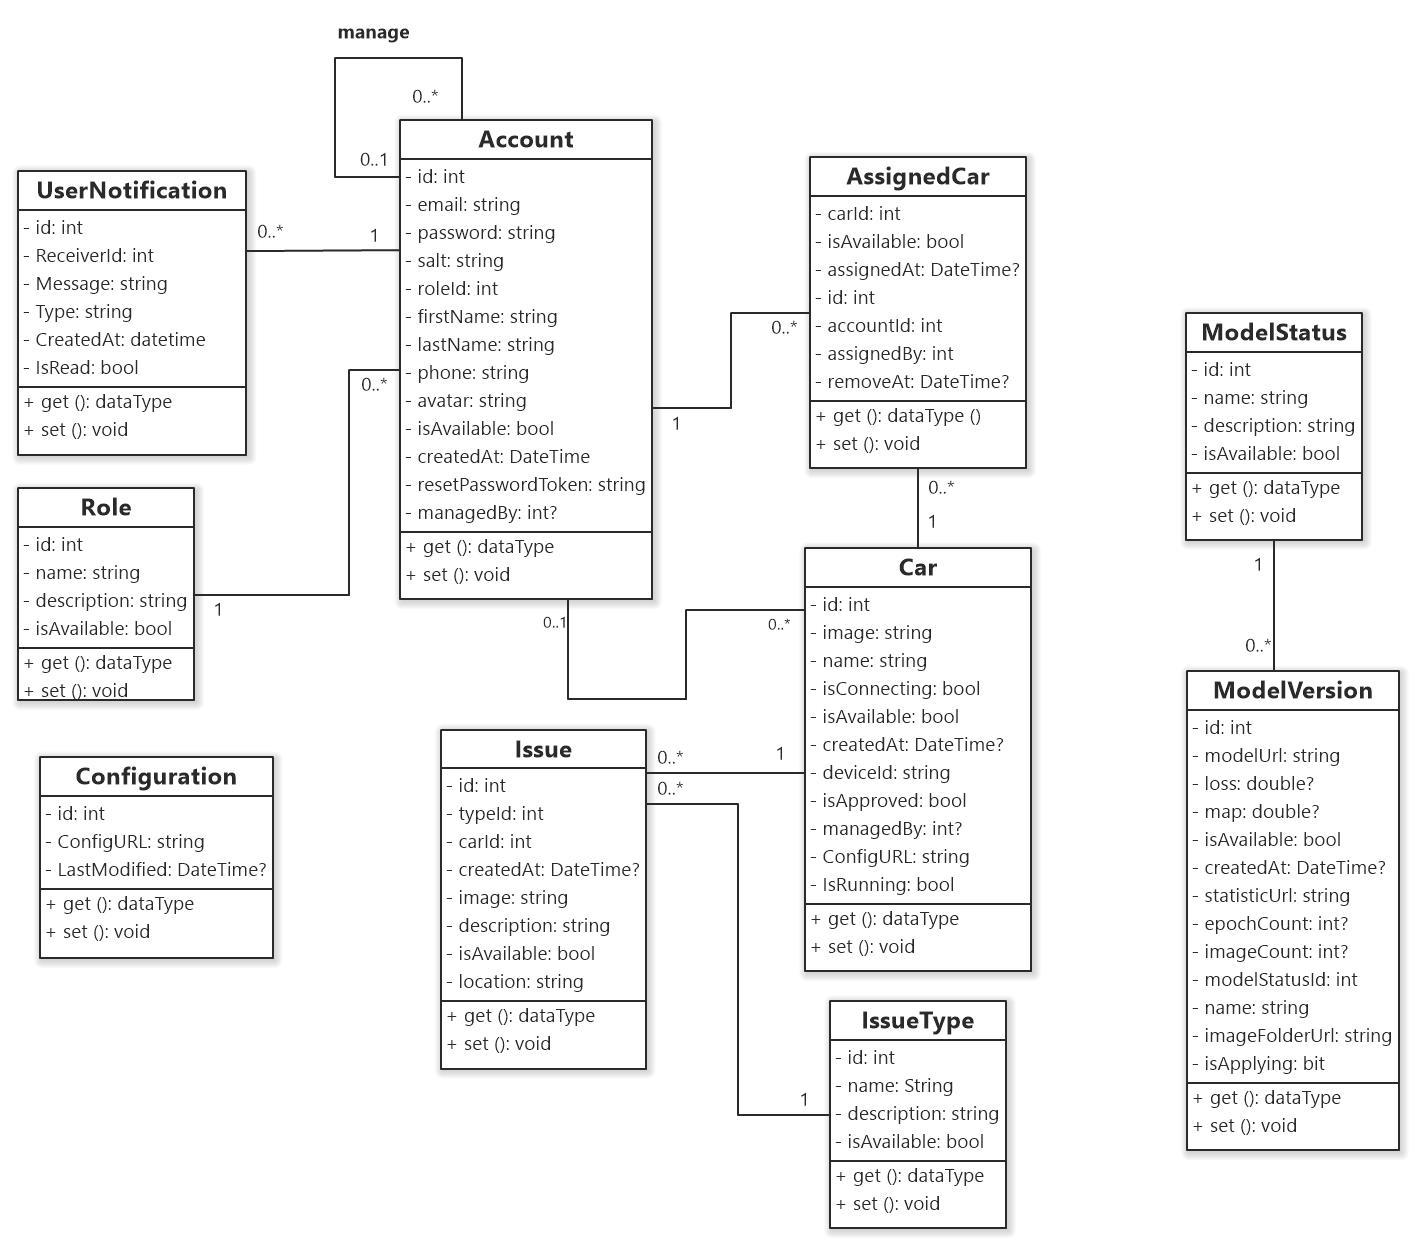 manage
0..*
0..1
Account
- id: int
- email: string
- password: string
- salt: string
- roleId: int
- firstName: string
- lastName: string
- phone: string
- avatar: string
- isAvailable: bool
- createdAt: DateTime
- resetPasswordToken: string
- managedBy: int?
+ get (): dataType
+ set (): void
UserNotification
- id: int
- ReceiverId: int
- Message: string
- Type: string
- CreatedAt: datetime
- IsRead: bool
+ get (): dataType
+ set (): void
0..*
1
Role
- id: int
- name: string
- description: string
- isAvailable: bool
+ get (): dataType
+ set (): void
0..*
1
AssignedCar
- carId: int
- isAvailable: bool
- assignedAt: DateTime?
- id: int
- accountId: int
- assignedBy: int
- removeAt: DateTime?
+ get (): dataType ()
+ set (): void
0..*
1
0..*
1
Car
- id: int
- image: string
- name: string
- isConnecting: bool
- isAvailable: bool
- createdAt: DateTime?
- deviceId: string
- isApproved: bool
- managedBy: int?
- ConfigURL: string
- IsRunning: bool
+ get (): dataType
+ set (): void
0..1
0..*
Configuration
- id: int
- ConfigURL: string
- LastModified: DateTime?
+ get (): dataType
+ set (): void
Issue
- id: int
- typeId: int
- carId: int
- createdAt: DateTime?
- image: string
- description: string
- isAvailable: bool
- location: string
+ get (): dataType
+ set (): void
0..*
1
0..*
1
IssueType
- id: int
- name: String
- description: string
- isAvailable: bool
+ get (): dataType
+ set (): void
ModelStatus
- id: int
- name: string
- description: string
- isAvailable: bool
+ get (): dataType
+ set (): void
1
0..*
ModelVersion
- id: int
- modelUrl: string
- loss: double?
- map: double?
- isAvailable: bool
- createdAt: DateTime?
- statisticUrl: string
- epochCount: int?
- imageCount: int?
- modelStatusId: int
- name: string
- imageFolderUrl: string
- isApplying: bit
+ get (): dataType
+ set (): void